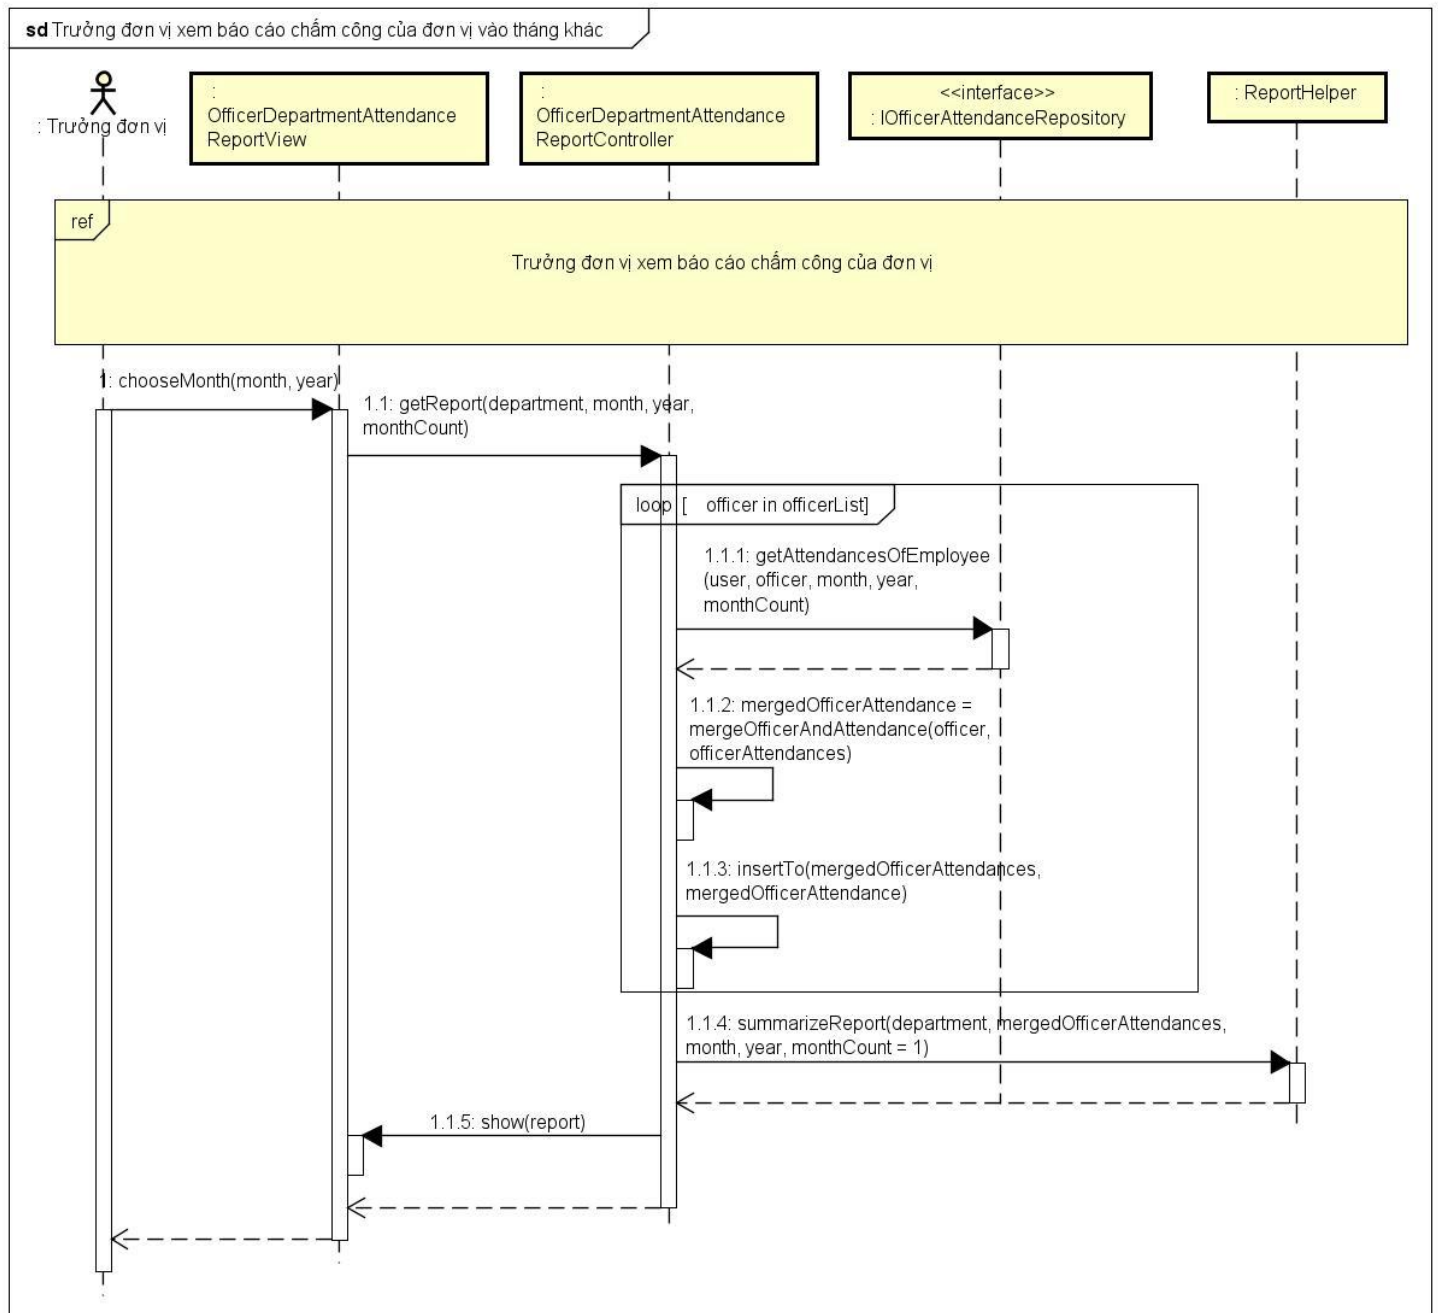 sd Trưởng đơn vị xem báo cáo chấm công của đơn vị vào tháng khác
: Trưởng đơn vị
:
OfficerDepartmentAttendance
ReportView
:
OfficerDepartmentAttendance
ReportController
<<interface>>
: IOfficerAttendanceRepository
: ReportHelper
ref
Trưởng đơn vị xem báo cáo chấm công của đơn vị
1: chooseMonth(month, year)
1.1: getReport(department, month, year,
monthCount)
loop [ officer in officerList]
1.1.1: getAttendancesOfEmployee
(user, officer, month, year,
monthCount)
1.1.2: mergedOfficerAttendance =
mergeOfficerAndAttendance(officer,
officerAttendances)
1.1.3: insertTo(mergedOfficerAttendances,
mergedOfficerAttendance)
1.1.4: summarizeReport(department, mergedOfficerAttendances,
month, year, monthCount = 1)
1.1.5: show(report)